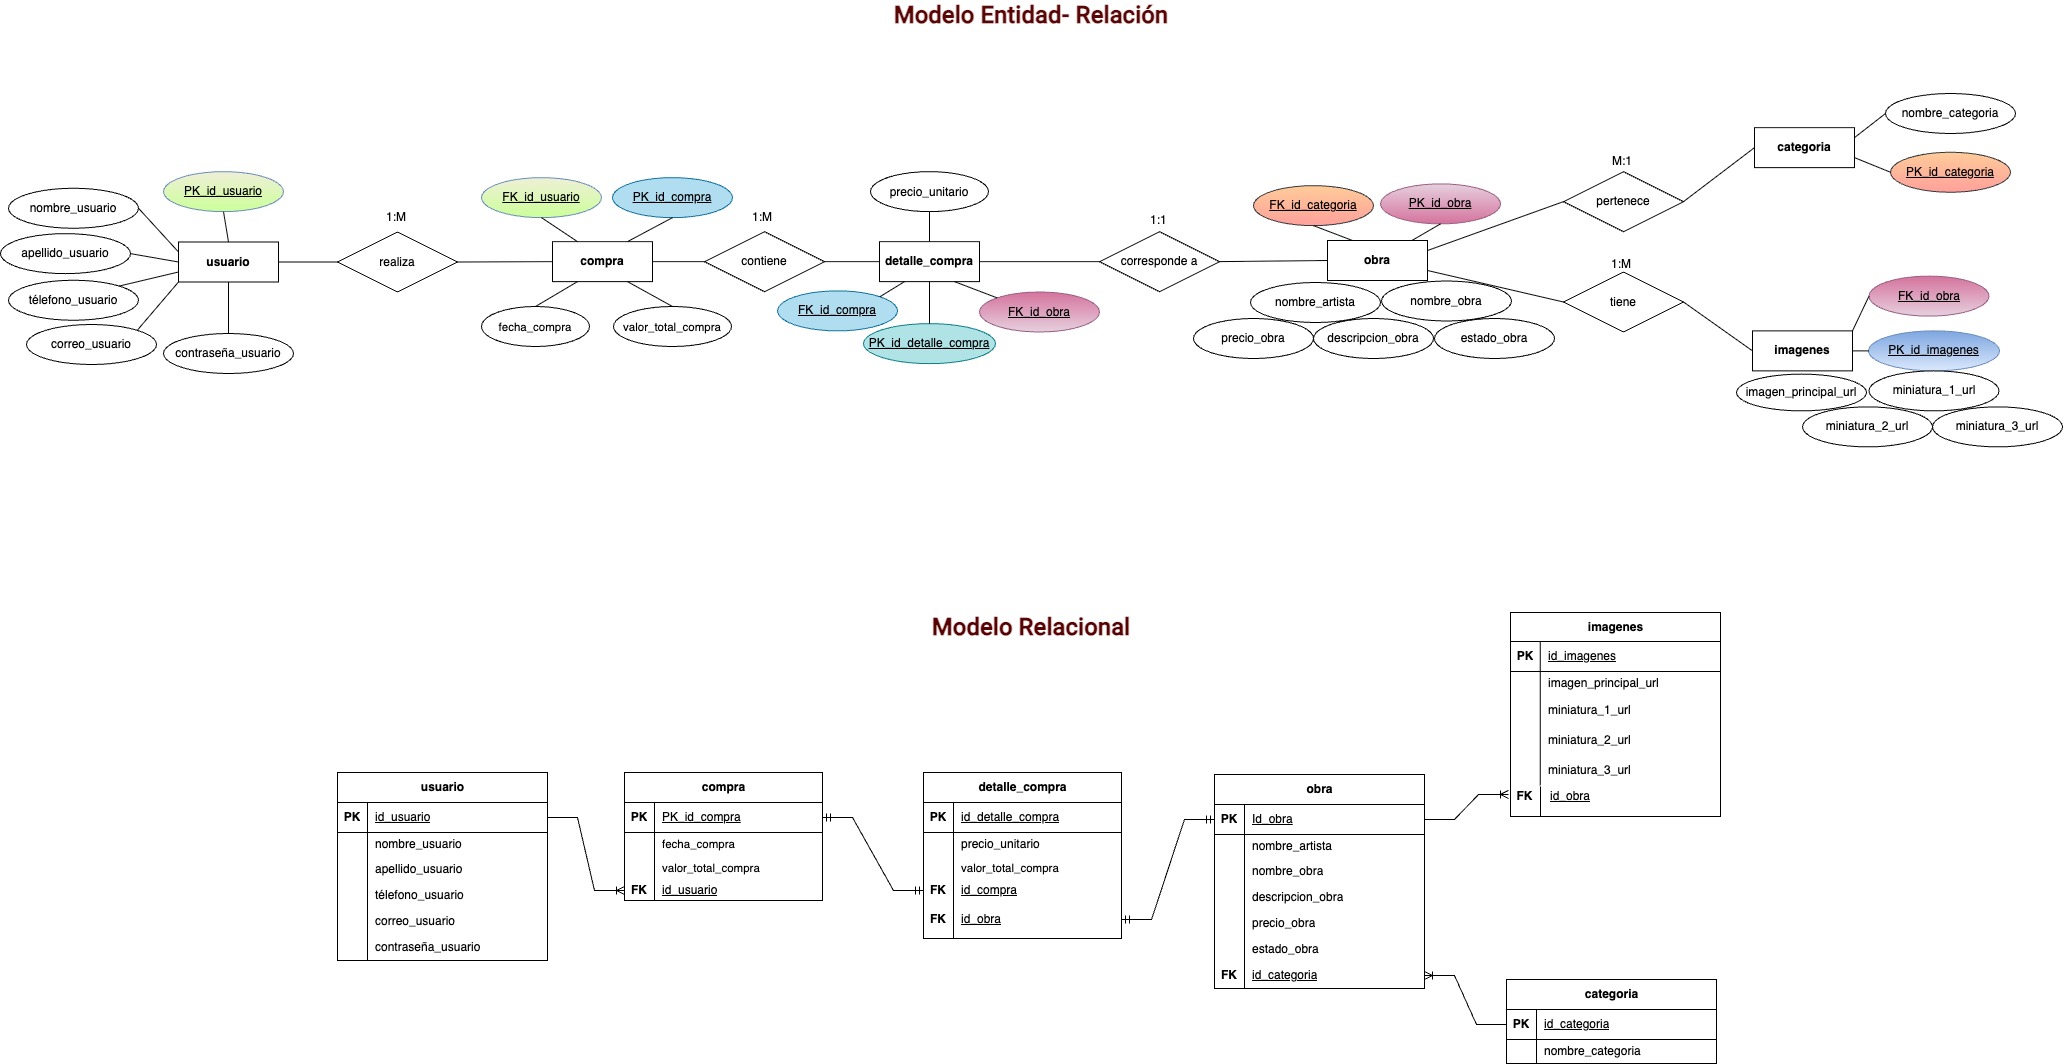 Modelo Entidad- Relación
nombre_usuario
apellido_usuario
télefono_usuario
correo_usuario
PK_id_usuario
usuario
contraseña_usuario
1:M
realiza
FK_id_usuario
PK_id_compra
compra
fecha_compra
valor_total_compra
1:M
contiene
precio_unitario
detalle_compra
FK_id_compra
PK_id_detalle_compra
FK_id_obra
1:1
corresponde a
FK_id_categoria
PK_id_obra
obra
nombre_artista
nombre_obra
precio_obra
descripcion_obra
estado_obra
M:1
pertenece
categoria
nombre_categoria
PK_id_categoria
1:M
tiene
imagenes
FK_id_obra
PK_id_imagenes
imagen_principal_url
miniatura_1_url
miniatura_2_url
miniatura_3_url
Modelo Relacional
usuario
PK id_usuario
nombre_usuario
apellido_usuario
télefono_usuario
correo_usuario
contraseña_usuario
compra
PK PK_id_compra
fecha_compra
valor_total_compra
FK id_usuario
detalle_compra
PK id_detalle_compra
precio_unitario
valor_total_compra
FK id_compra
FK id_obra
obra
PK Id_obra
nombre_artista
nombre_obra
descripcion_obra
precio_obra
estado_obra
FK id_categoria
imagenes
PK id_imagenes
imagen_principal_url
miniatura_1_url
miniatura_2_url
miniatura_3_url
FK id_obra
categoria
PK id_categoria
nombre_categoria